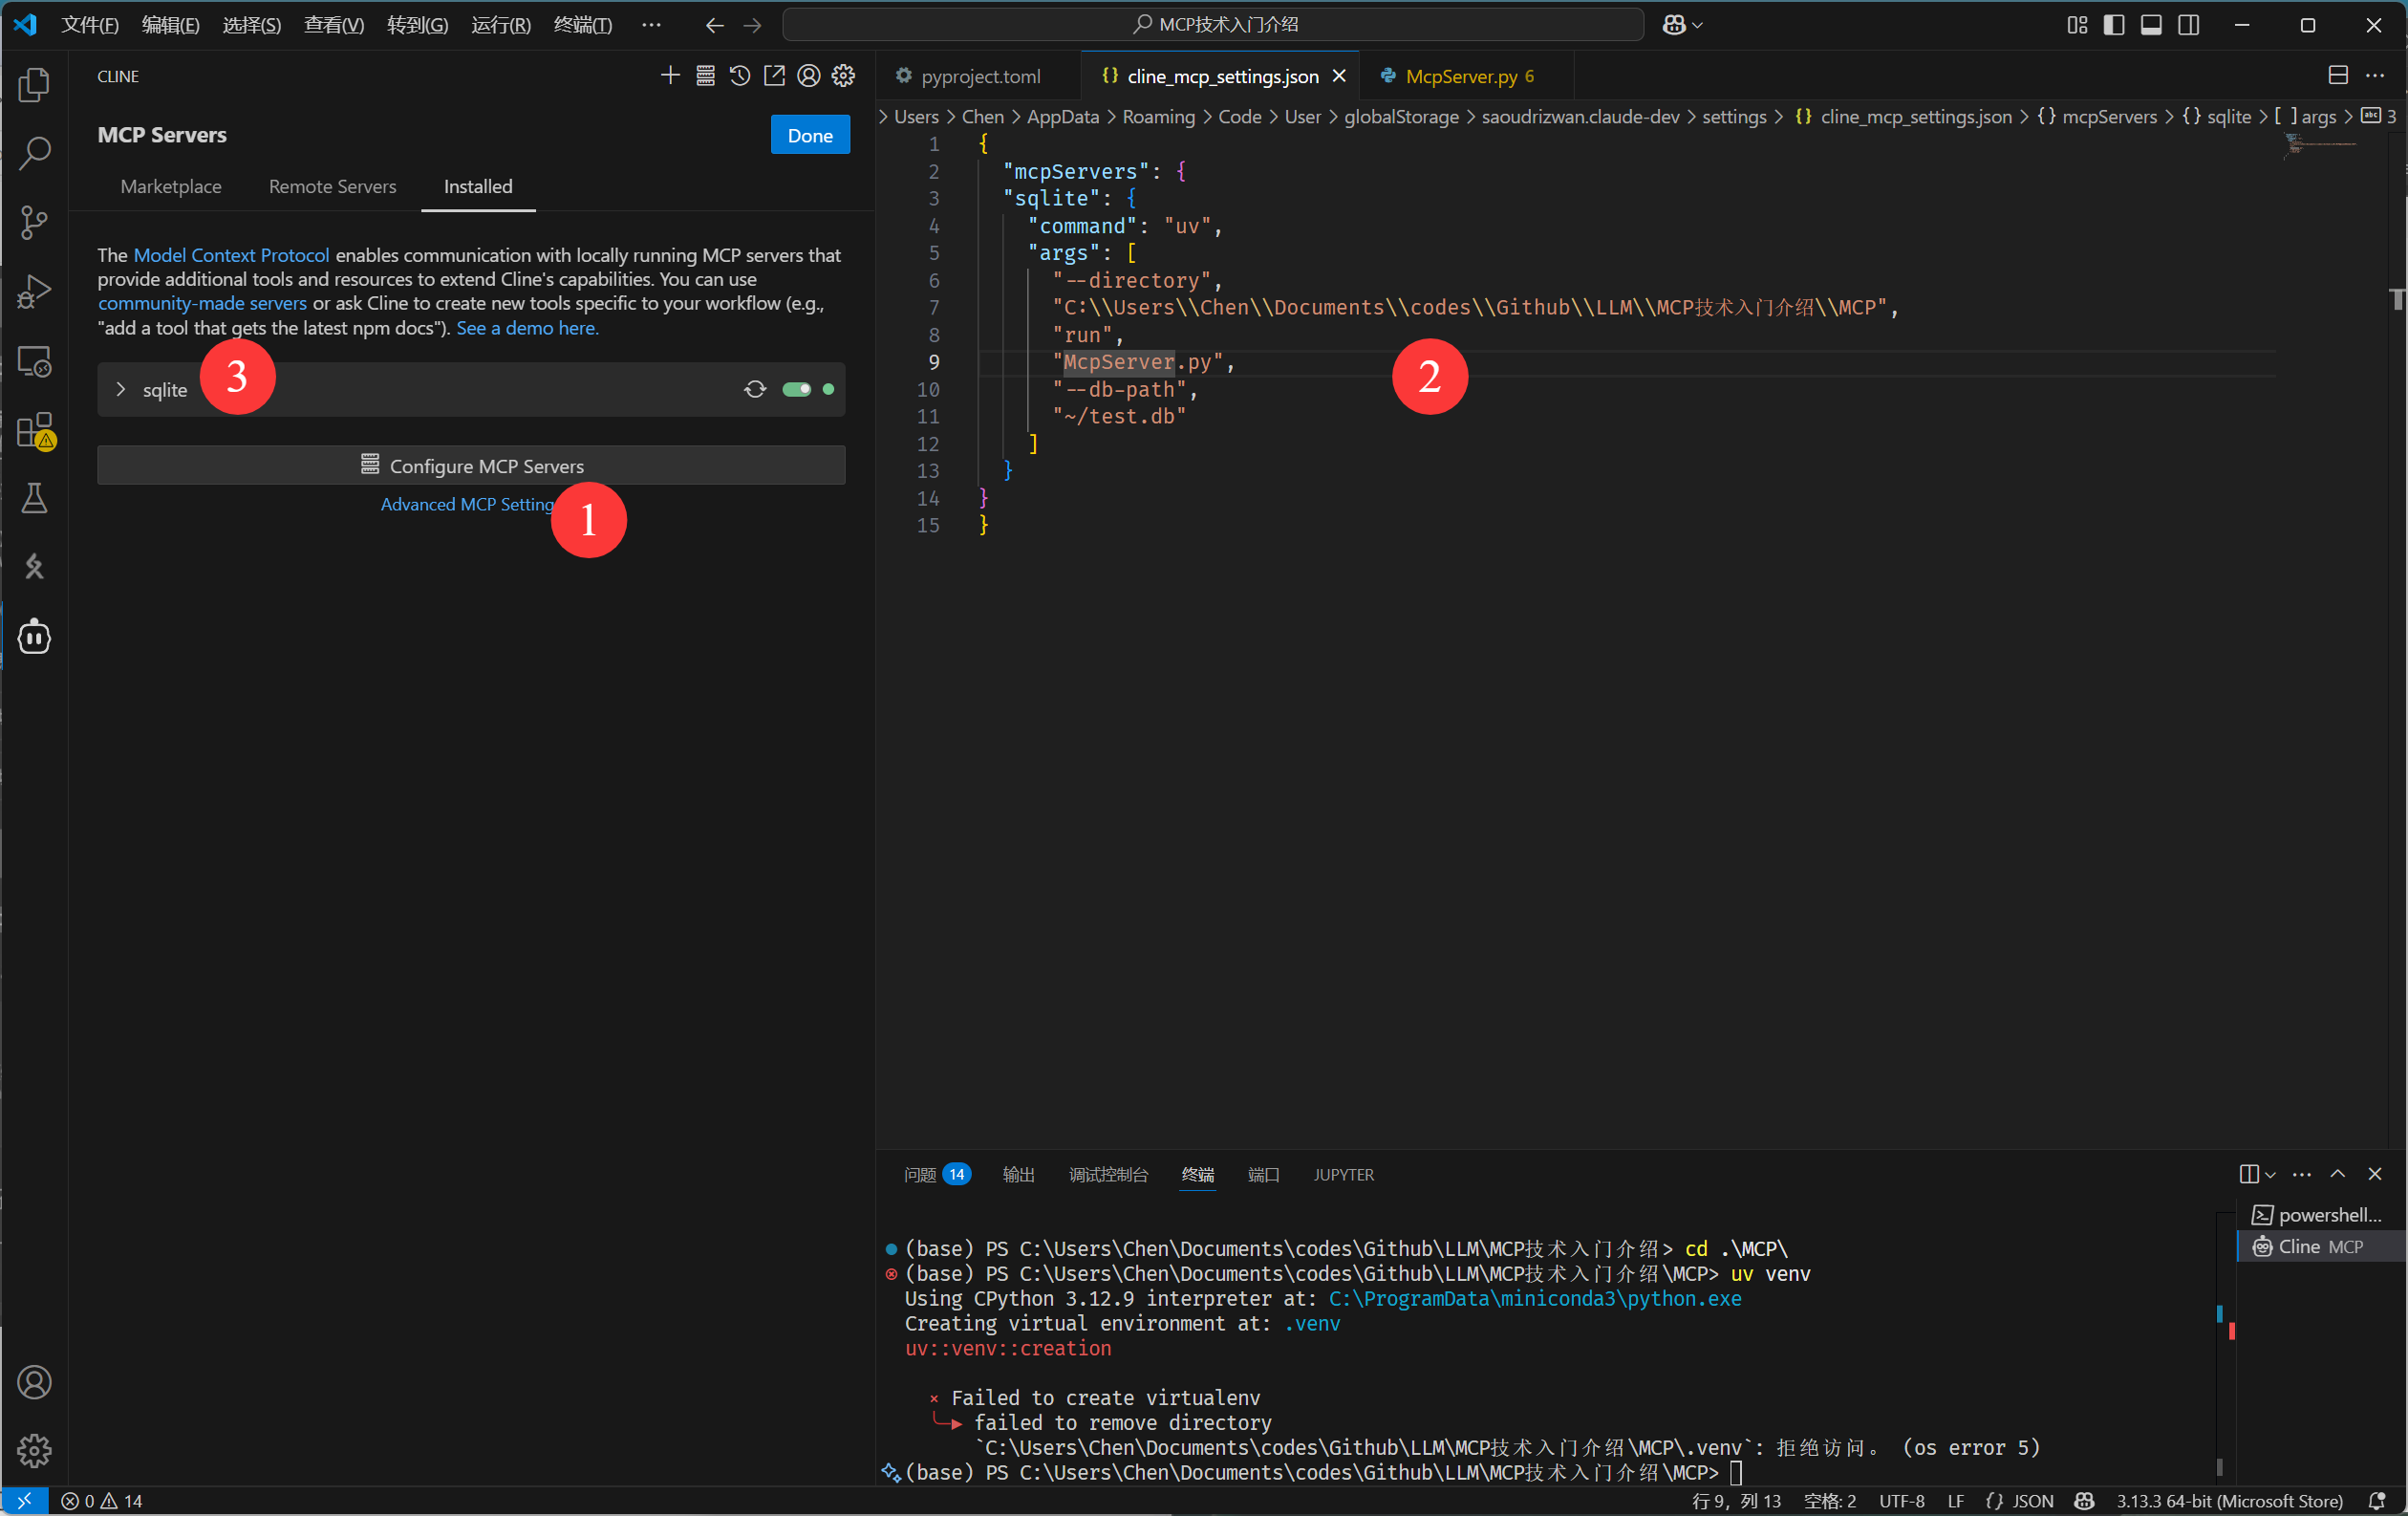 文件(F) 编辑(E) 选择(S) 查看(V) 转到(G) 运行(R) 终端(T) ··· MCP技术入门介绍
CLINE
MCP Servers
Done
Marketplace Remote Servers Installed
The Model Context Protocol enables communication with locally running MCP servers that
provide additional tools and resources to extend Cline's capabilities. You can use
community-made servers or ask Cline to create new tools specific to your workflow (e.g.,
"add a tool that gets the latest npm docs"). See a demo here.
sqlite
3
Configure MCP Servers
Advanced MCP Setting
1
pyproject.toml cline_mcp_settings.json McpServer.py 6
> Users > Chen > AppData > Roaming > Code > User > globalStorage > saoudrizwan.claude-dev > settings > {} cline_mcp_settings.json > {} mcpServers > {} sqlite > [ ] args > abc 3
1 {
2 "mcpServers": {
3 "sqlite": {
4 "command": "uv",
5 "args": [
6 "--directory",
7 "C:\\Users\\Chen\\Documents\\codes\\Github\\LLM\\MCP技术入门介绍\\MCP",
8 "run",
9 "McpServer.py",
10 "--db-path",
11 "~/test.db"
12 ]
13 }
14 }
15 }
2
问题 14 输出 调试控制台 终端 端口 JUPYTER
powershell...
Cline MCP
(base) PS C:\Users\Chen\Documents\codes\Github\LLM\MCP技术入门介绍> cd .\MCP\
(base) PS C:\Users\Chen\Documents\codes\Github\LLM\MCP技术入门介绍\MCP> uv venv
Using CPython 3.12.9 interpreter at: C:\ProgramData\miniconda3\python.exe
Creating virtual environment at: .venv
uv::venv::creation
× Failed to create virtualenv
╰─▶ failed to remove directory
`C:\Users\Chen\Documents\codes\Github\LLM\MCP技术入门介绍\MCP\.venv`: 拒绝访问。 (os error 5)
(base) PS C:\Users\Chen\Documents\codes\Github\LLM\MCP技术入门介绍\MCP>
0 14 行 9，列 13 空格: 2 UTF-8 LF {} JSON 3.13.3 64-bit (Microsoft Store)